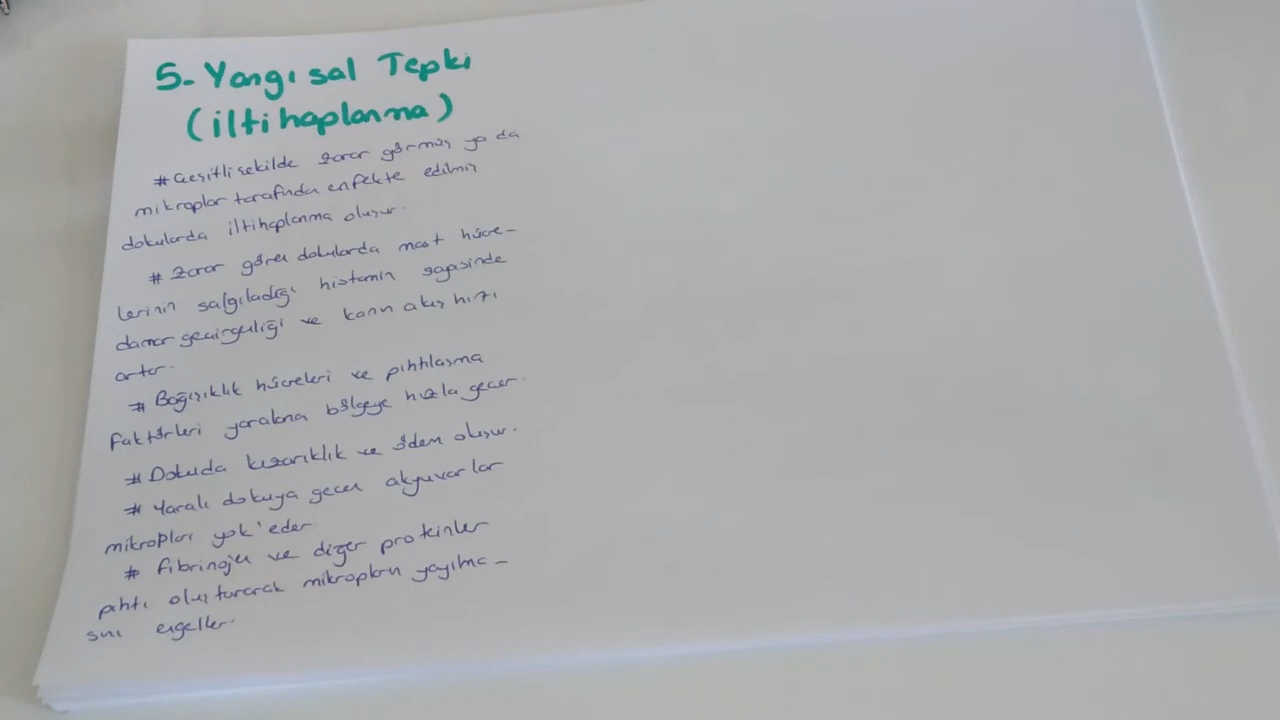 5- Yangısal Tepki
(iltihaplanma)
# Çeşitli şekilde zarar görmüş ya da
mikroplar tarafında enfekte edilmiş
dokularda iltihaplanma oluşur.
# Zarar gören dokularda mast hücre-
lerinin salgıladığı histamin sayesinde
damar geçirgenliği ve kanın akış hızı
artar.
# Bağışıklık hücreleri ve pıhtılaşma
faktörleri yaralana bölgeye hızla geçer.
# Dokuda kızarıklık ve ödem oluşur.
# Yaralı dokuya geçen akyuvarlar
mikropları yok eder.
# Fibrinojen ve diğer proteinler
pıhtı oluşturarak mikropların yayılma-
sını engeller.